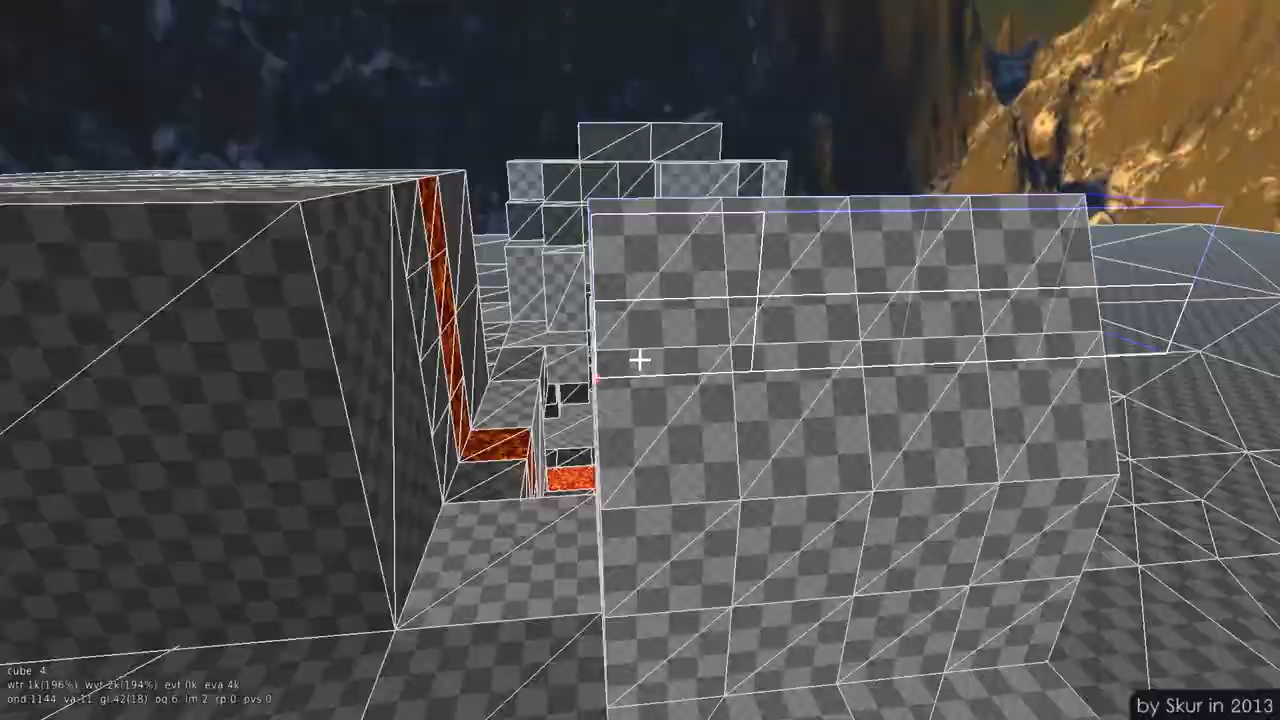 cube 4
wtr:1k(196%) wvt:2k(194%) evt:0k eva:4k
ond:1144 va:11 gl:42(18) oq:6 lm:2 rp:0 pvs:0
by Skur in 2013